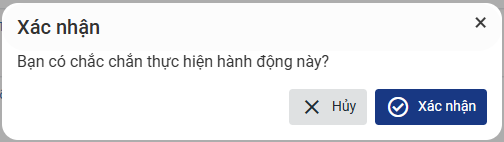 Xác nhận
Bạn có chắc chắn thực hiện hành động này?
Hủy
Xác nhận